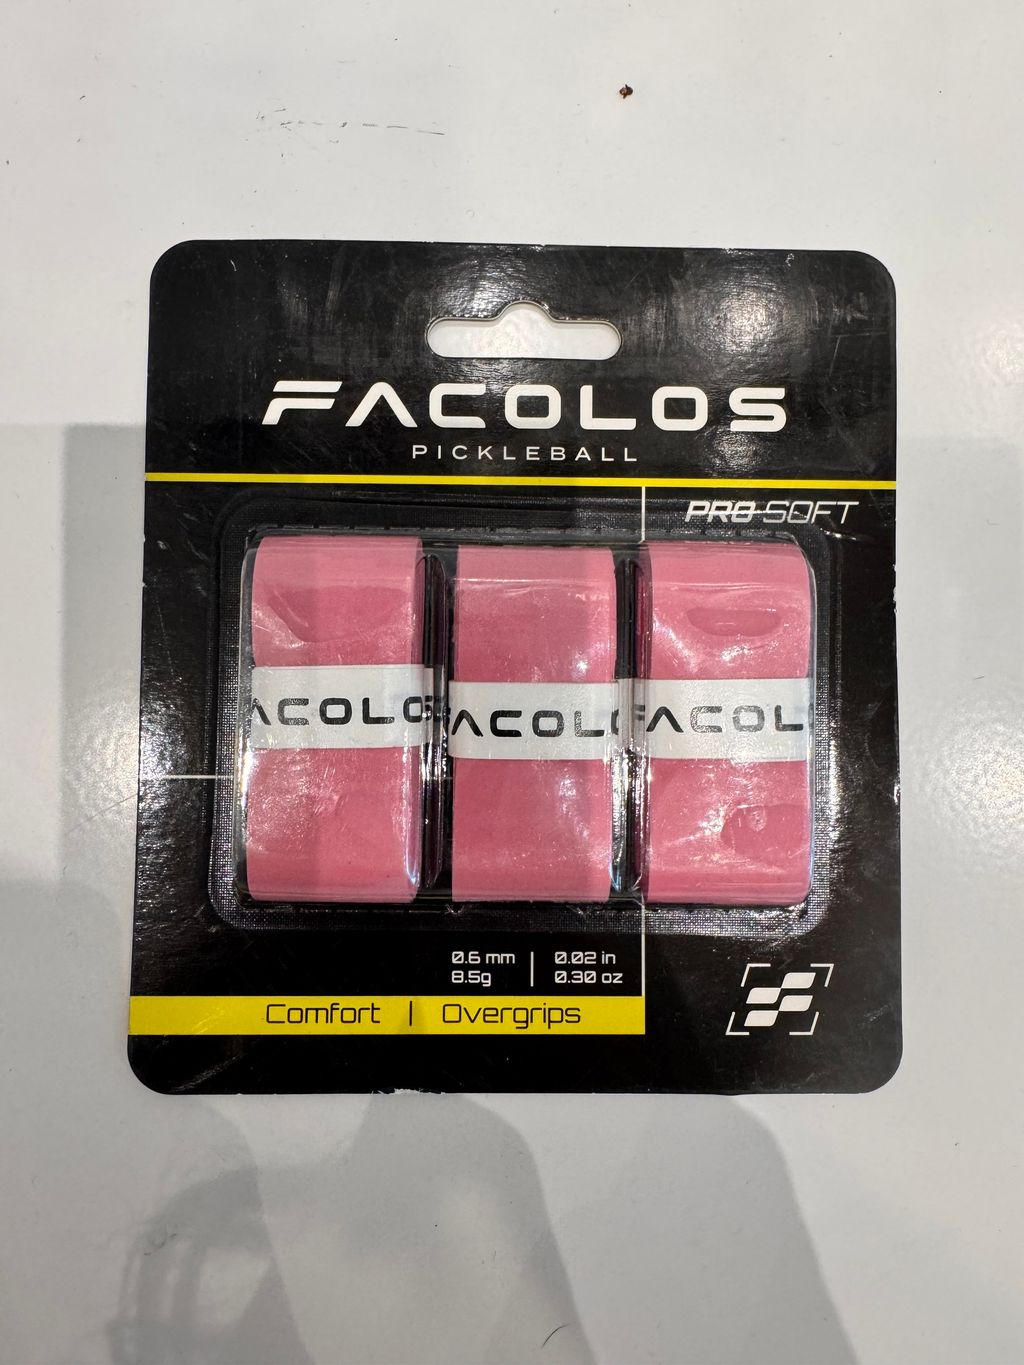 FACOLOS
PICKLEBALL
PRO SOFT
ACOLO
ACOLO
FACOLO
0.6 mm | 0.02 in
8.5g | 0.30 oz
Comfort | Overgrips